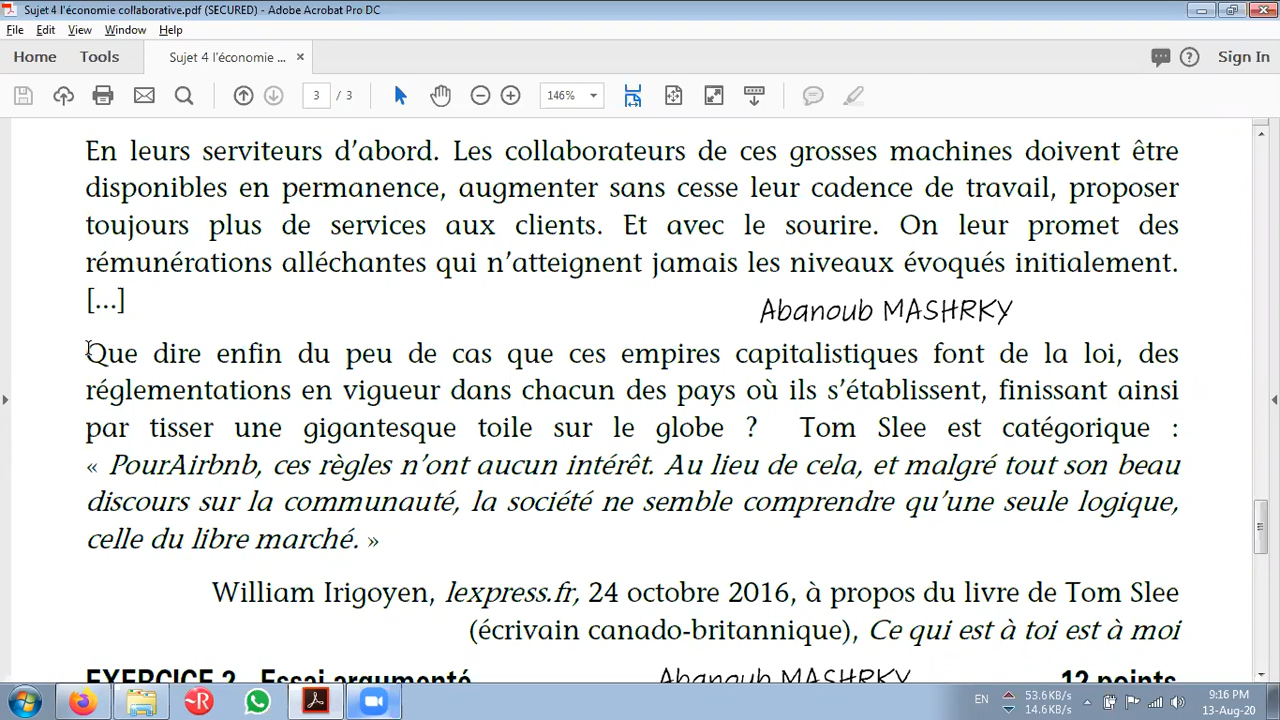 Sujet 4 l'économie collaborative.pdf (SECURED) - Adobe Acrobat Pro DC
File Edit View Window Help
Home Tools Sujet 4 l'économie ... × Sign In
3 / 3 146%
En leurs serviteurs d'abord. Les collaborateurs de ces grosses machines doivent être
disponibles en permanence, augmenter sans cesse leur cadence de travail, proposer
toujours plus de services aux clients. Et avec le sourire. On leur promet des
rémunérations alléchantes qui n'atteignent jamais les niveaux évoqués initialement.
[...]
Abanoub MASHRKY
Que dire enfin du peu de cas que ces empires capitalistiques font de la loi, des
réglementations en vigueur dans chacun des pays où ils s'établissent, finissant ainsi
par tisser une gigantesque toile sur le globe ? Tom Slee est catégorique :
« PourAirbnb, ces règles n'ont aucun intérêt. Au lieu de cela, et malgré tout son beau
discours sur la communauté, la société ne semble comprendre qu'une seule logique,
celle du libre marché. »
William Irigoyen, lexpress.fr, 24 octobre 2016, à propos du livre de Tom Slee
(écrivain canado-britannique), Ce qui est à toi est à moi
EXERCICE 2 Essai argumenté Abanoub MASHRKY 12 points
EN 53.6KB/s 9:16 PM
14.6KB/s 13-Aug-20